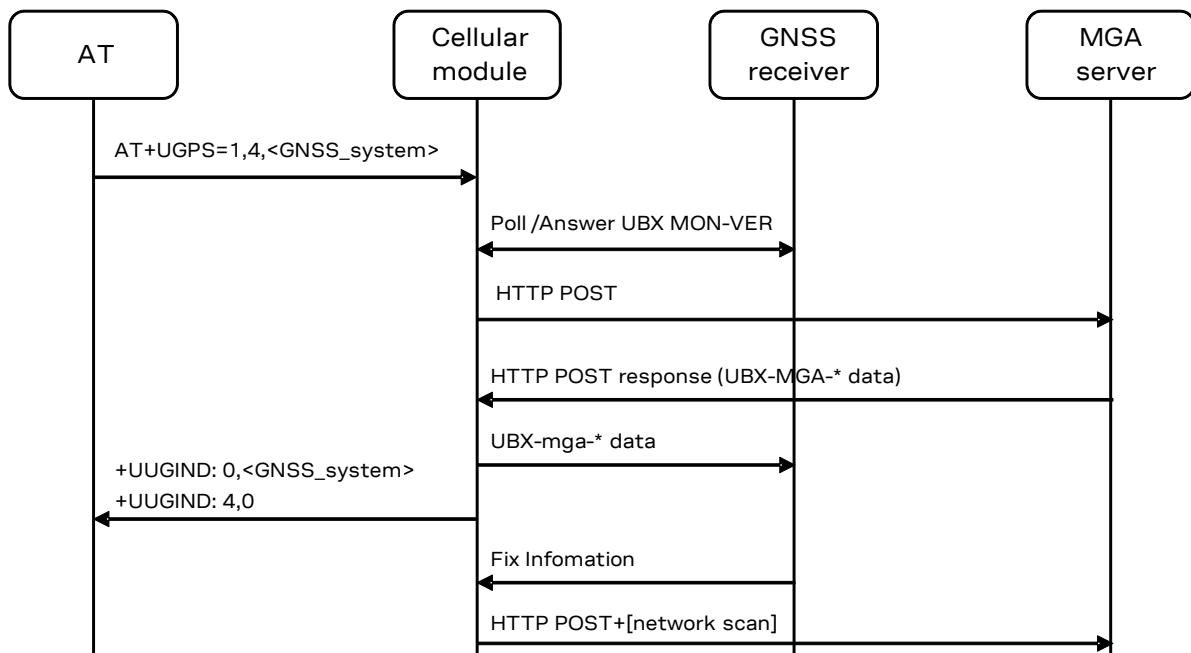 AT
Cellular
module
GNSS
receiver
MGA
server
AT+UGPS=1,4,<GNSS_system>
Poll /Answer UBX MON-VER
HTTP POST
HTTP POST response (UBX-MGA-* data)
UBX-mga-* data
+UUGIND: 0,<GNSS_system>
+UUGIND: 4,0
Fix Infomation
HTTP POST+[network scan]